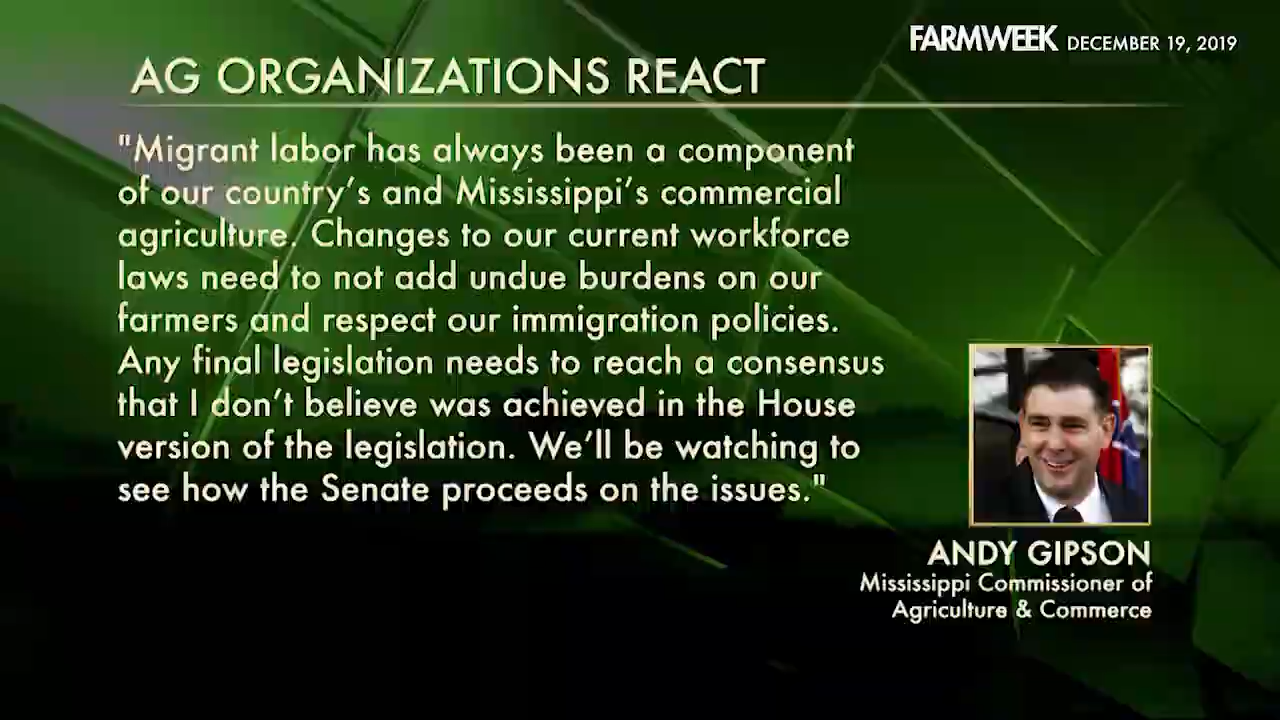 FARMWEEK DECEMBER 19, 2019
AG ORGANIZATIONS REACT
"Migrant labor has always been a component
of our country's and Mississippi's commercial
agriculture. Changes to our current workforce
laws need to not add undue burdens on our
farmers and respect our immigration policies.
Any final legislation needs to reach a consensus
that I don't believe was achieved in the House
version of the legislation. We'll be watching to
see how the Senate proceeds on the issues."
ANDY GIPSON
Mississippi Commissioner of
Agriculture & Commerce